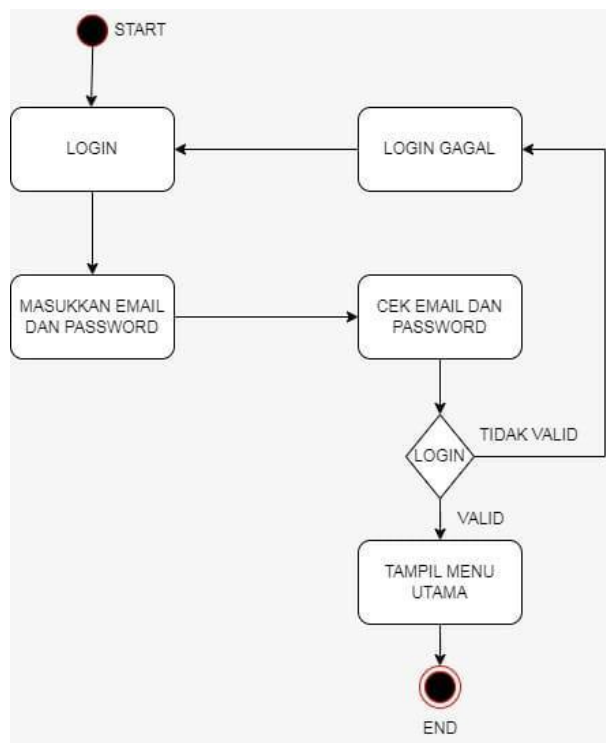 START
LOGIN
LOGIN GAGAL
MASUKKAN EMAIL
DAN PASSWORD
CEK EMAIL DAN
PASSWORD
LOGIN
TIDAK VALID
VALID
TAMPIL MENU
UTAMA
END